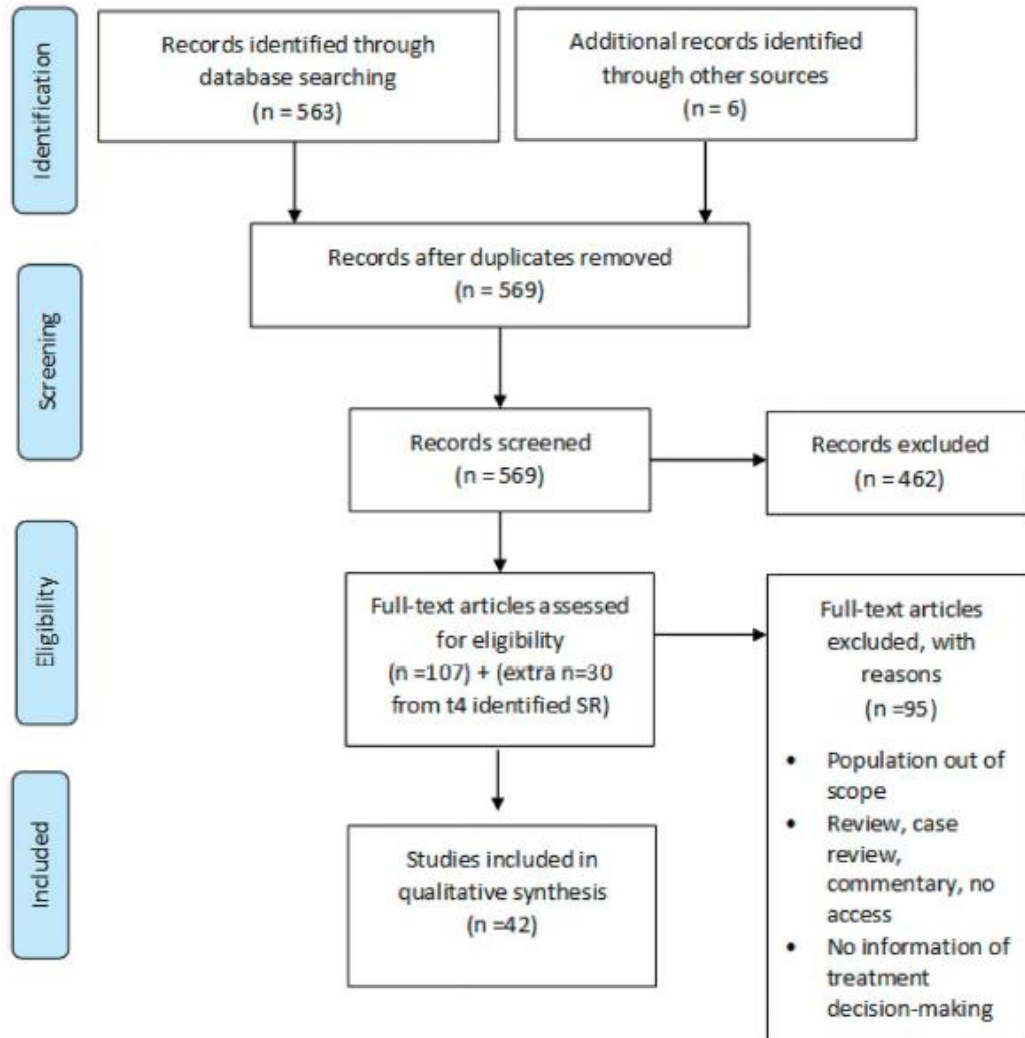 Identification
Records identified through
database searching
(n = 563)
Additional records identified
through other sources
(n = 6)
Records after duplicates removed
(n = 569)
Screening
Records screened
(n = 569)
Records excluded
(n = 462)
Eligibility
Full-text articles assessed
for eligibility
(n =107) + (extra n=30
from t4 identified SR)
Full-text articles
excluded, with
reasons
(n =95)
• Population out of
scope
• Review, case
review,
commentary, no
access
• No information of
treatment
decision-making
Included
Studies included in
qualitative synthesis
(n =42)